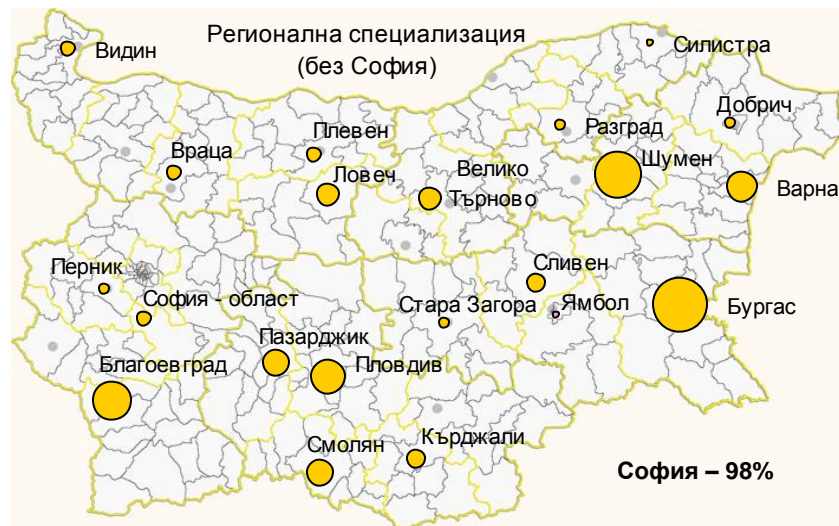 Регионална специализация
(без София)
Видин
Силистра
Добрич
Плевен
Разград
Враца
Ловеч
Велико
Търново
Шумен
Варна
Перник
София - област
Сливен
Стара Загора
Ямбол
Бургас
Пазарджик
Благоевград
Пловдив
Смолян
Кърджали
София – 98%